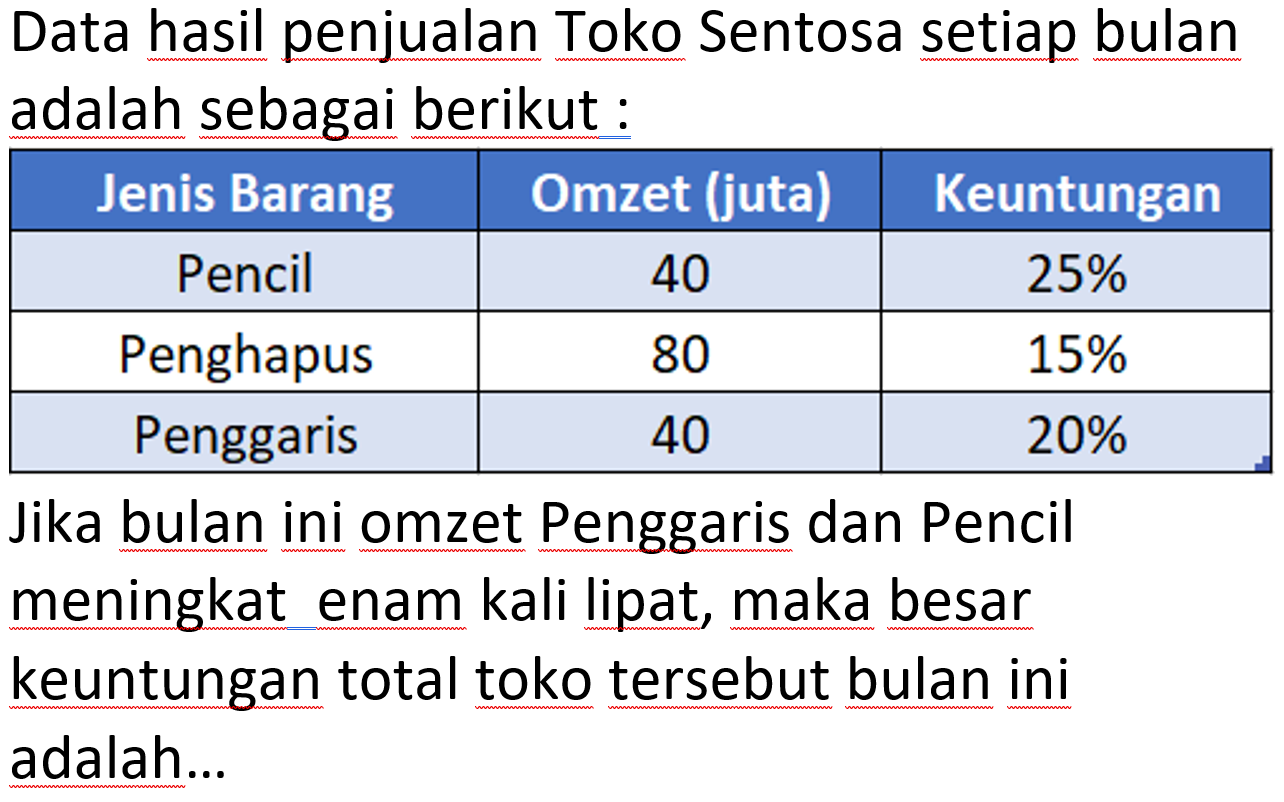 Data hasil penjualan Toko Sentosa setiap bulan
adalah sebagai berikut :
Jenis Barang Omzet (juta) Keuntungan
Pencil 40 25%
Penghapus 80 15%
Penggaris 40 20%
Jika bulan ini omzet Penggaris dan Pencil
meningkat  enam kali lipat, maka besar
keuntungan total toko tersebut bulan ini
adalah...